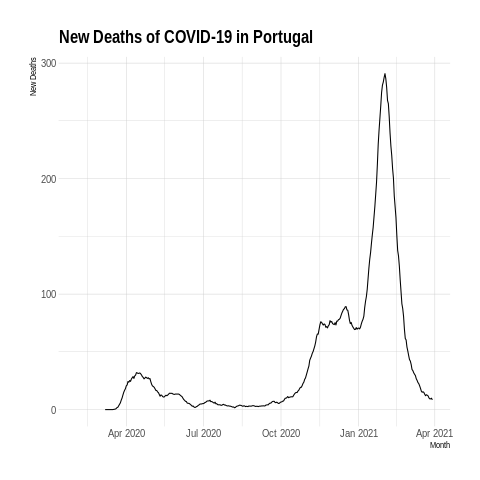 New Deaths of COVID-19 in Portugal
New Deaths
300
200
100
0
Apr 2020
Jul 2020
Oct 2020
Jan 2021
Apr 2021
Month